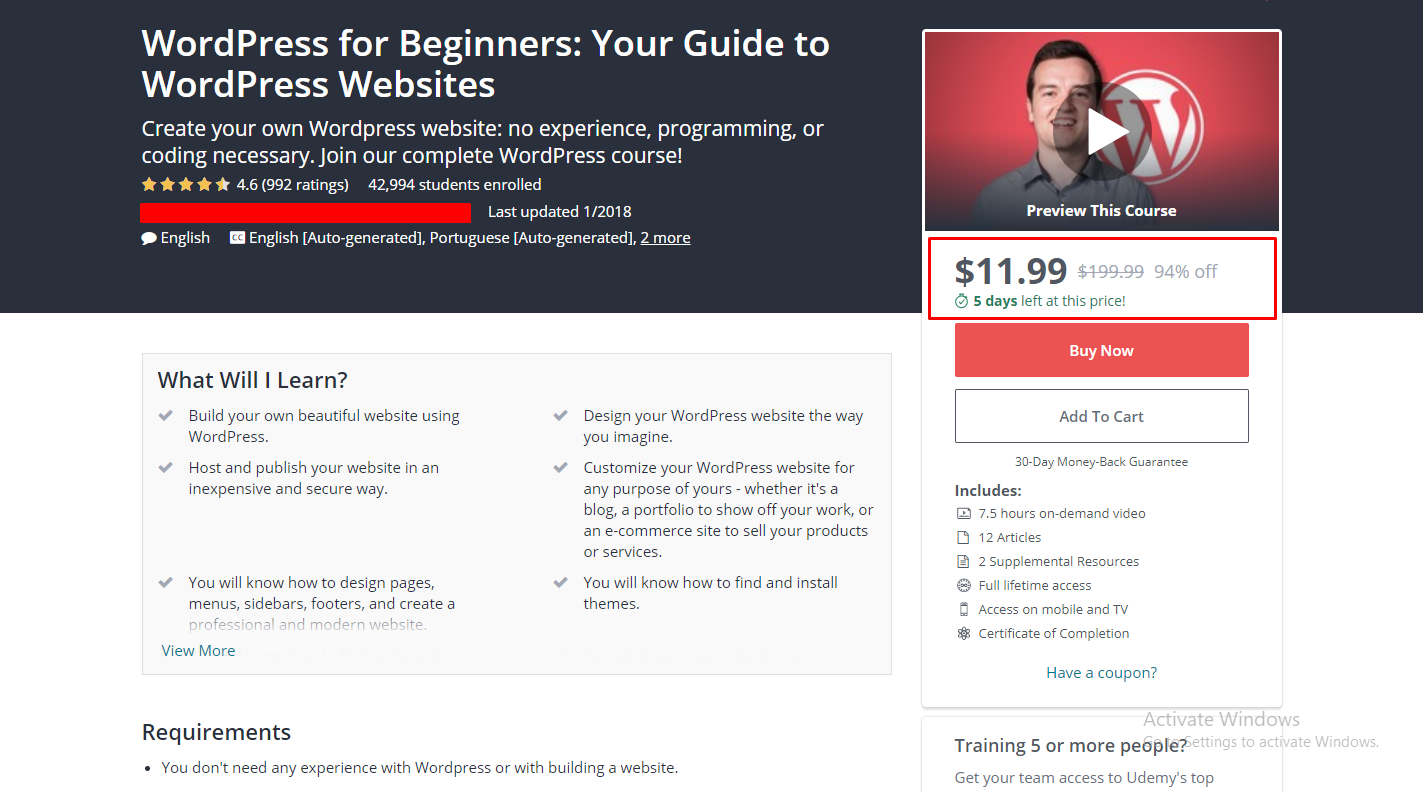 WordPress for Beginners: Your Guide to
WordPress Websites
Create your own Wordpress website: no experience, programming, or
coding necessary. Join our complete WordPress course!
4.6 (992 ratings) 42,994 students enrolled
Last updated 1/2018
English CC English [Auto-generated], Portuguese [Auto-generated], 2 more
Preview This Course
$11.99 $199.99 94% off
5 days left at this price!
Buy Now
Add To Cart
30-Day Money-Back Guarantee
Includes:
7.5 hours on-demand video
12 Articles
2 Supplemental Resources
Full lifetime access
Access on mobile and TV
Certificate of Completion
Have a coupon?
What Will I Learn?
Build your own beautiful website using
WordPress.
Design your WordPress website the way
you imagine.
Host and publish your website in an
inexpensive and secure way.
Customize your WordPress website for
any purpose of yours - whether it's a
blog, a portfolio to show off your work, or
an e-commerce site to sell your products
or services.
You will know how to design pages,
menus, sidebars, footers, and create a
professional and modern website.
You will know how to find and install
themes.
View More
Requirements
You don't need any experience with Wordpress or with building a website.
Training 5 or more people?
Get your team access to Udemy's top
Activate Windows
Go to Settings to activate Windows.